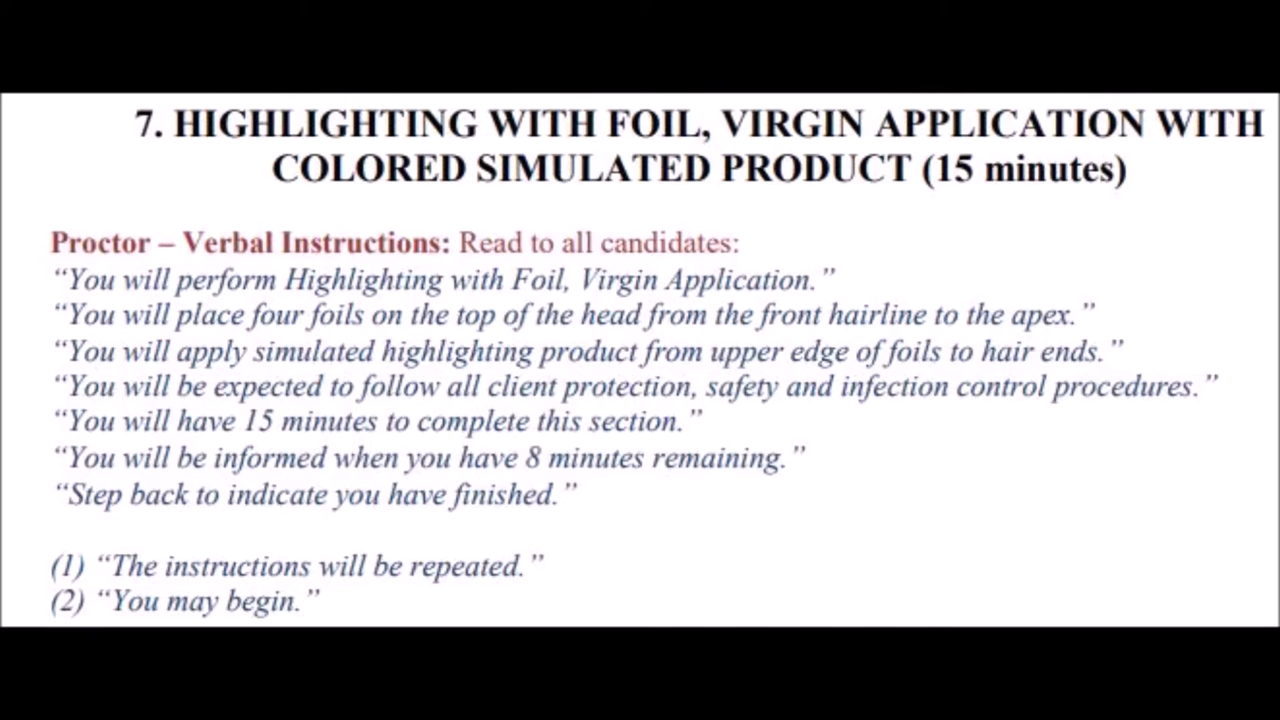 7. HIGHLIGHTING WITH FOIL, VIRGIN APPLICATION WITH
COLORED SIMULATED PRODUCT (15 minutes)
Proctor – Verbal Instructions: Read to all candidates:
“You will perform Highlighting with Foil, Virgin Application.”
“You will place four foils on the top of the head from the front hairline to the apex.”
“You will apply simulated highlighting product from upper edge of foils to hair ends.”
“You will be expected to follow all client protection, safety and infection control procedures.”
“You will have 15 minutes to complete this section.”
“You will be informed when you have 8 minutes remaining.”
“Step back to indicate you have finished.”
(1) “The instructions will be repeated.”
(2) “You may begin.”